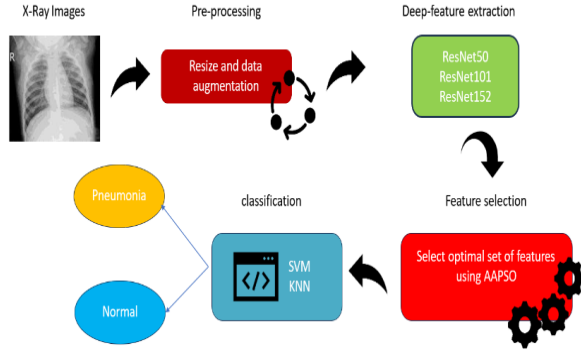 X-Ray Images
Pre-processing
Deep-feature extraction
R
Resize and data
augmentation
ResNet50
ResNet101
ResNet152
Feature selection
Select optimal set of features
using AAPSO
classification
</>
SVM
KNN
Pneumonia
Normal